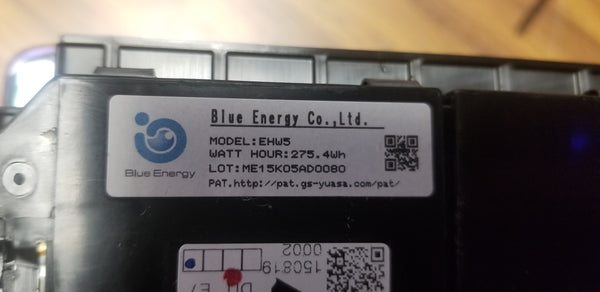 Blue Energy Co.,Ltd.
MODEL:EHW5
WATT HOUR:275.4Wh
LOT:ME15K05AD0080
PAT.http://pat.gs-yuasa.com/pat/
Blue Energy
150819
0002